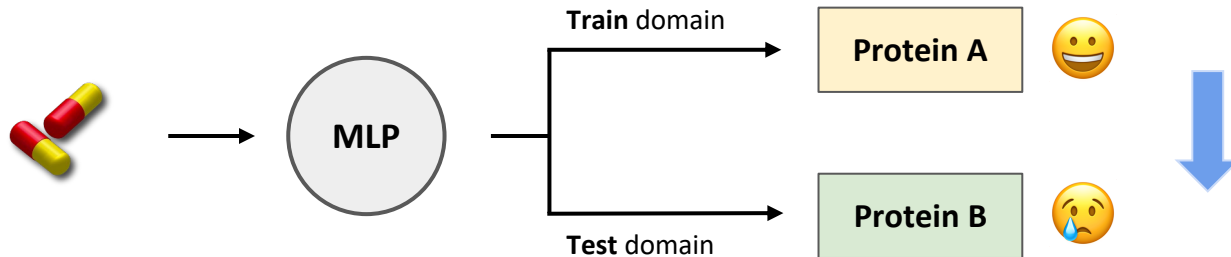 Train domain
Protein A
MLP
Protein B
Test domain